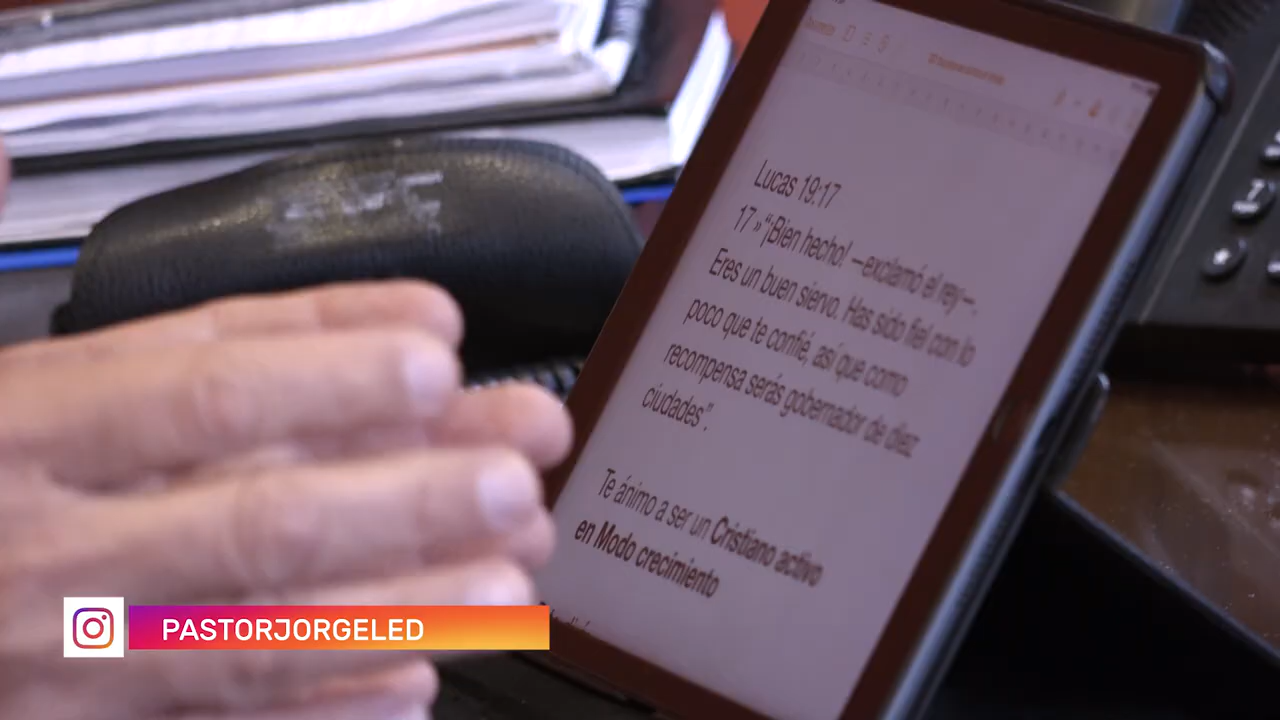 Lucas 19:17
17 » “¡Bien hecho! —exclamó el rey—.
Eres un buen siervo. Has sido fiel con lo
poco que te confié, así que como
recompensa serás gobernador de diez
ciudades”.
Te ánimo a ser un Cristiano activo
en Modo crecimiento
PASTORJORGELED